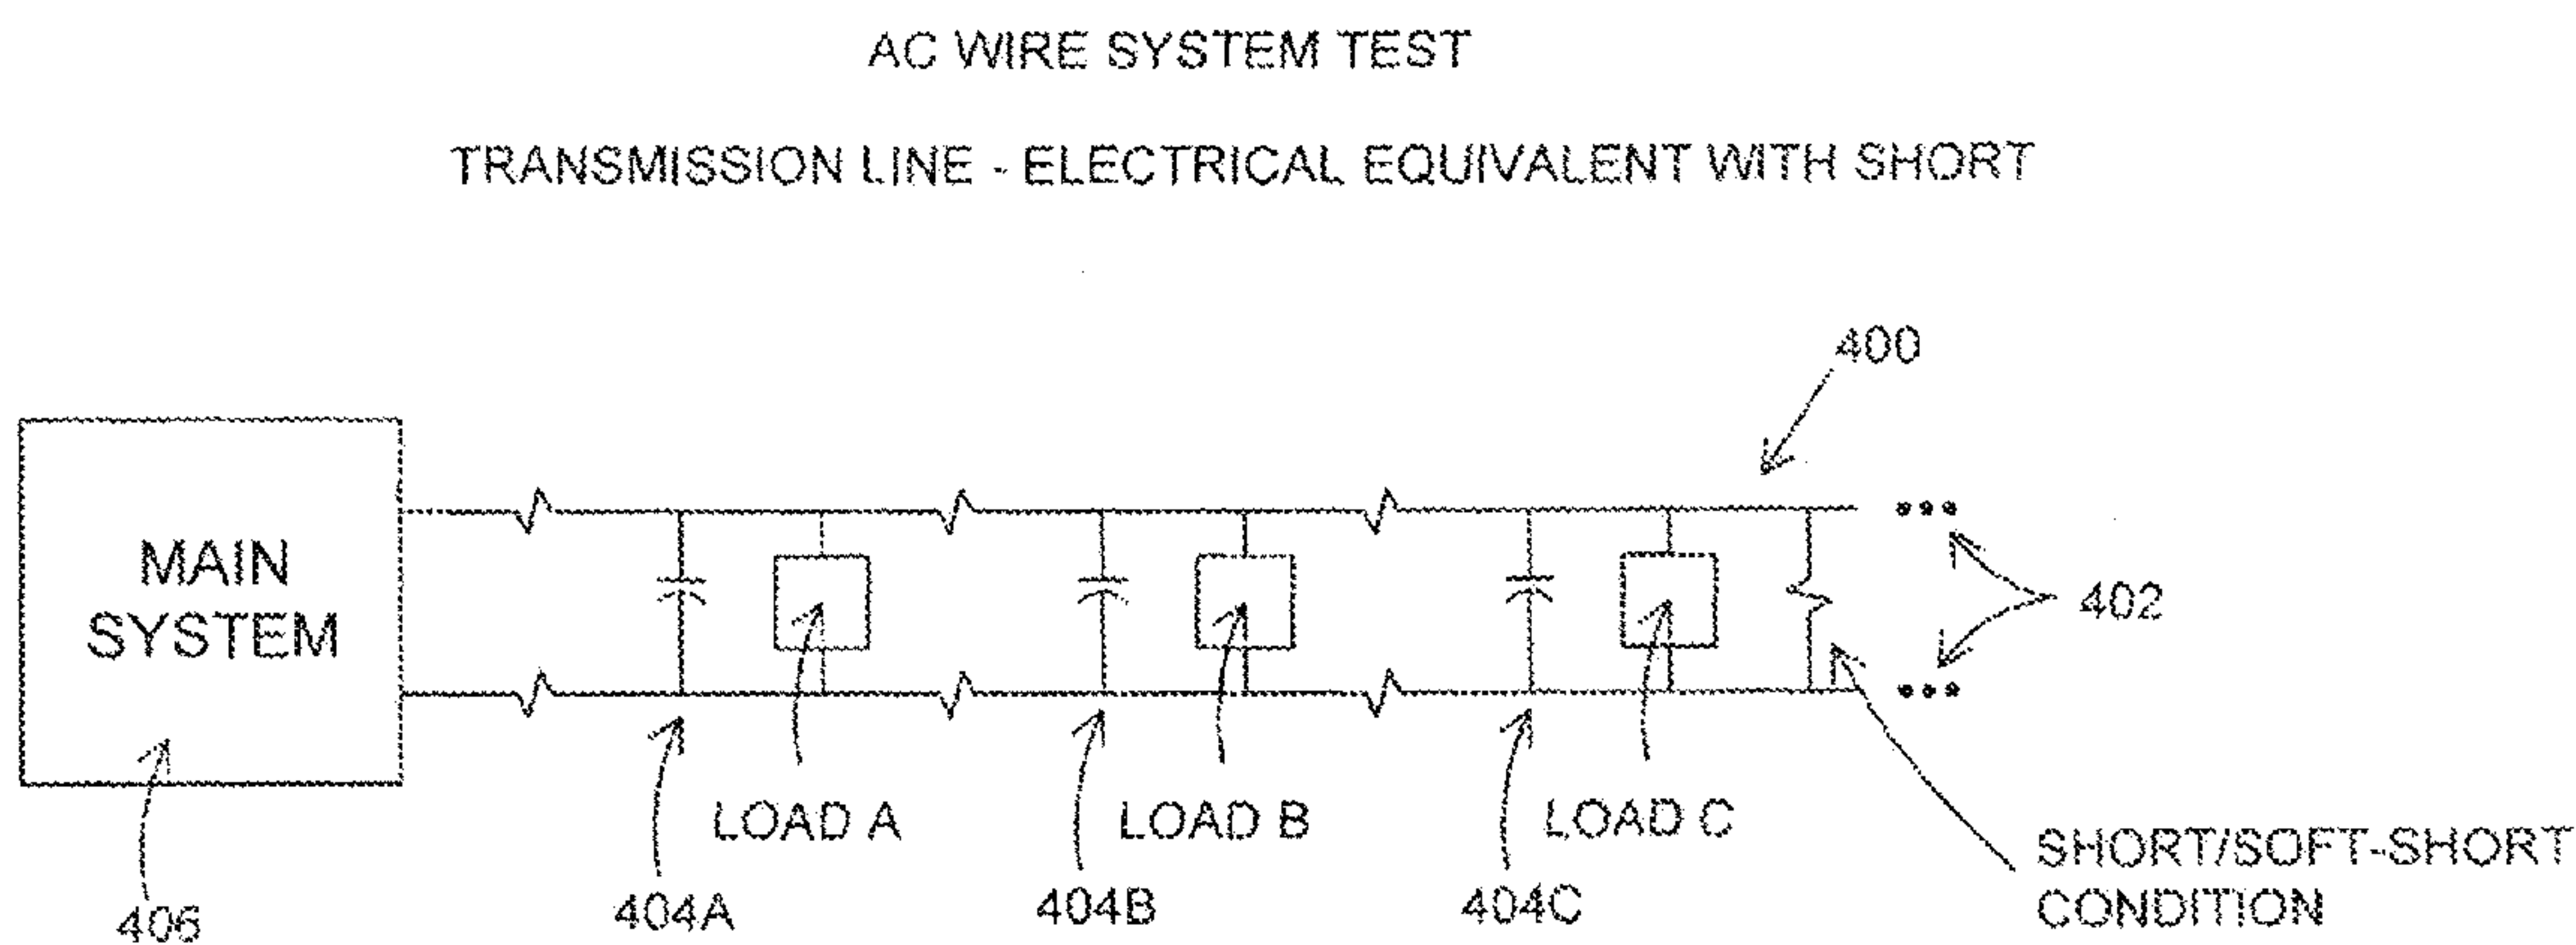 AC WIRE SYSTEM TEST
TRANSMISSION LINE - ELECTRICAL EQUIVALENT WITH SHORT
400
MAIN
SYSTEM
402
LOAD A
LOAD B
LOAD C
SHORT/SOFT-SHORT
CONDITION
406
404A
404B
404C